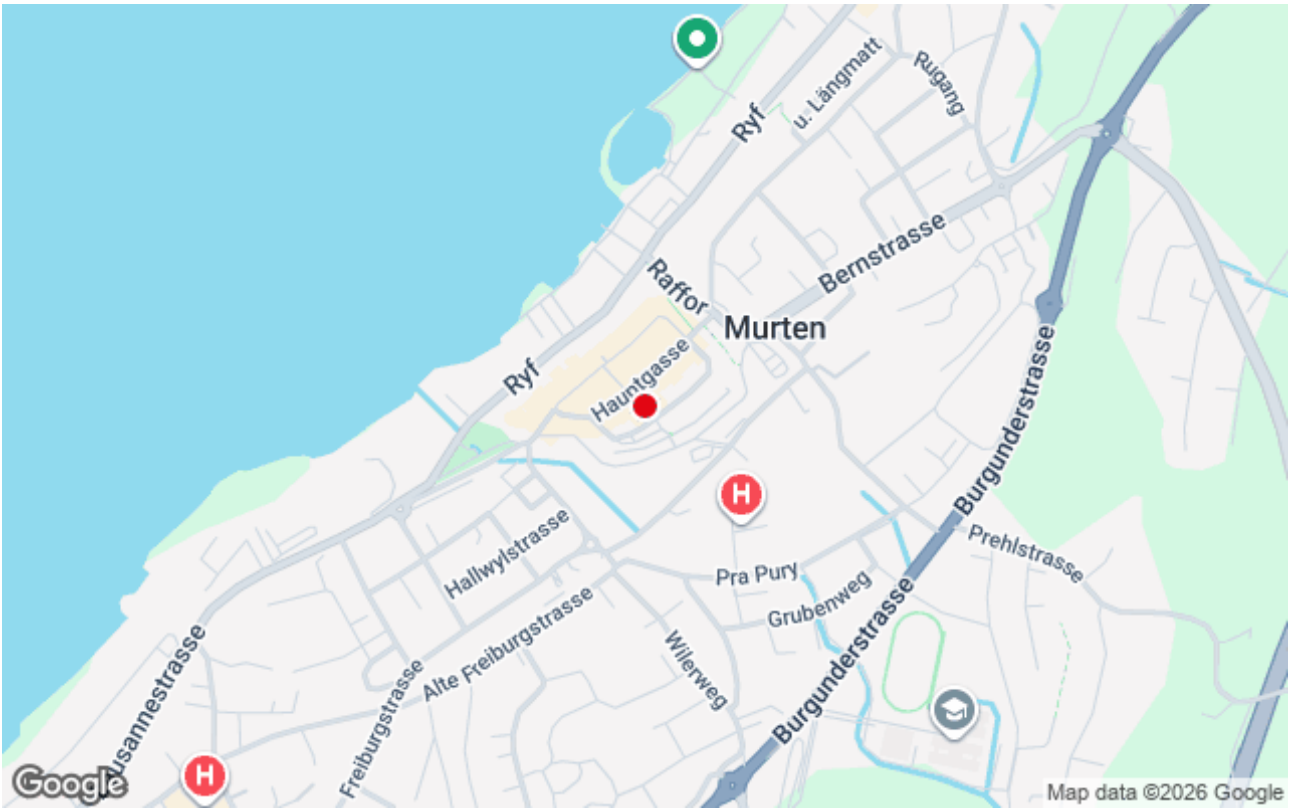 u. Längmatt
Rugang
Ryf
Bernstrasse
Raffor
Murten
Ryf
Hauptgasse
Burgunderstrasse
H
Prehlstrasse
Hallwylstrasse
Pra Pury
Grubenweg
Alte Freiburgstrasse
Wilerweg
Burgunderstrasse
Freiburgstrasse
usannestrasse
H
Google
Map data ©2026 Google